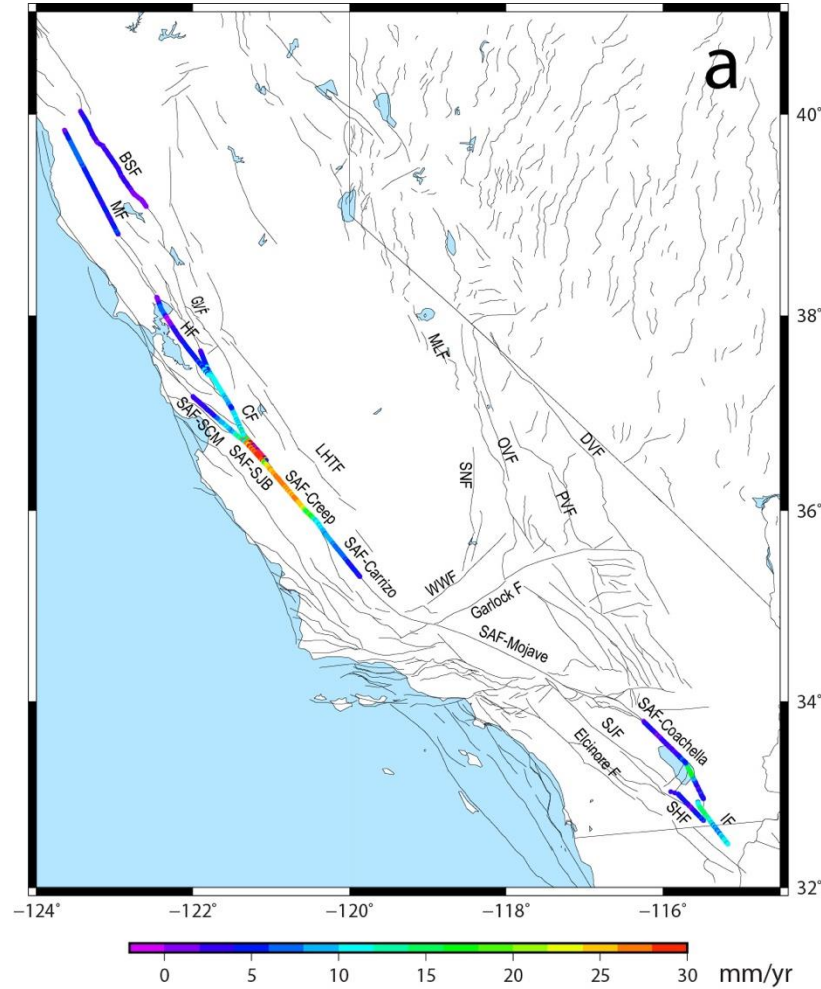 a
40°
38°
36°
34°
32°
BSF
MF
GVF
HF
CF
SAF-SCM
SAF-SJB
SAF-Creep
SAF-Carrizo
LHTF
MLF
SNF
OVF
DVF
PVF
WWF
Garlock F
SAF-Mojave
SAF-Coachella
SJF
Elcinore F
SHF
IF
−124 −122 −120 −118 −116
0 5 10 15 20 25 30 mm/yr